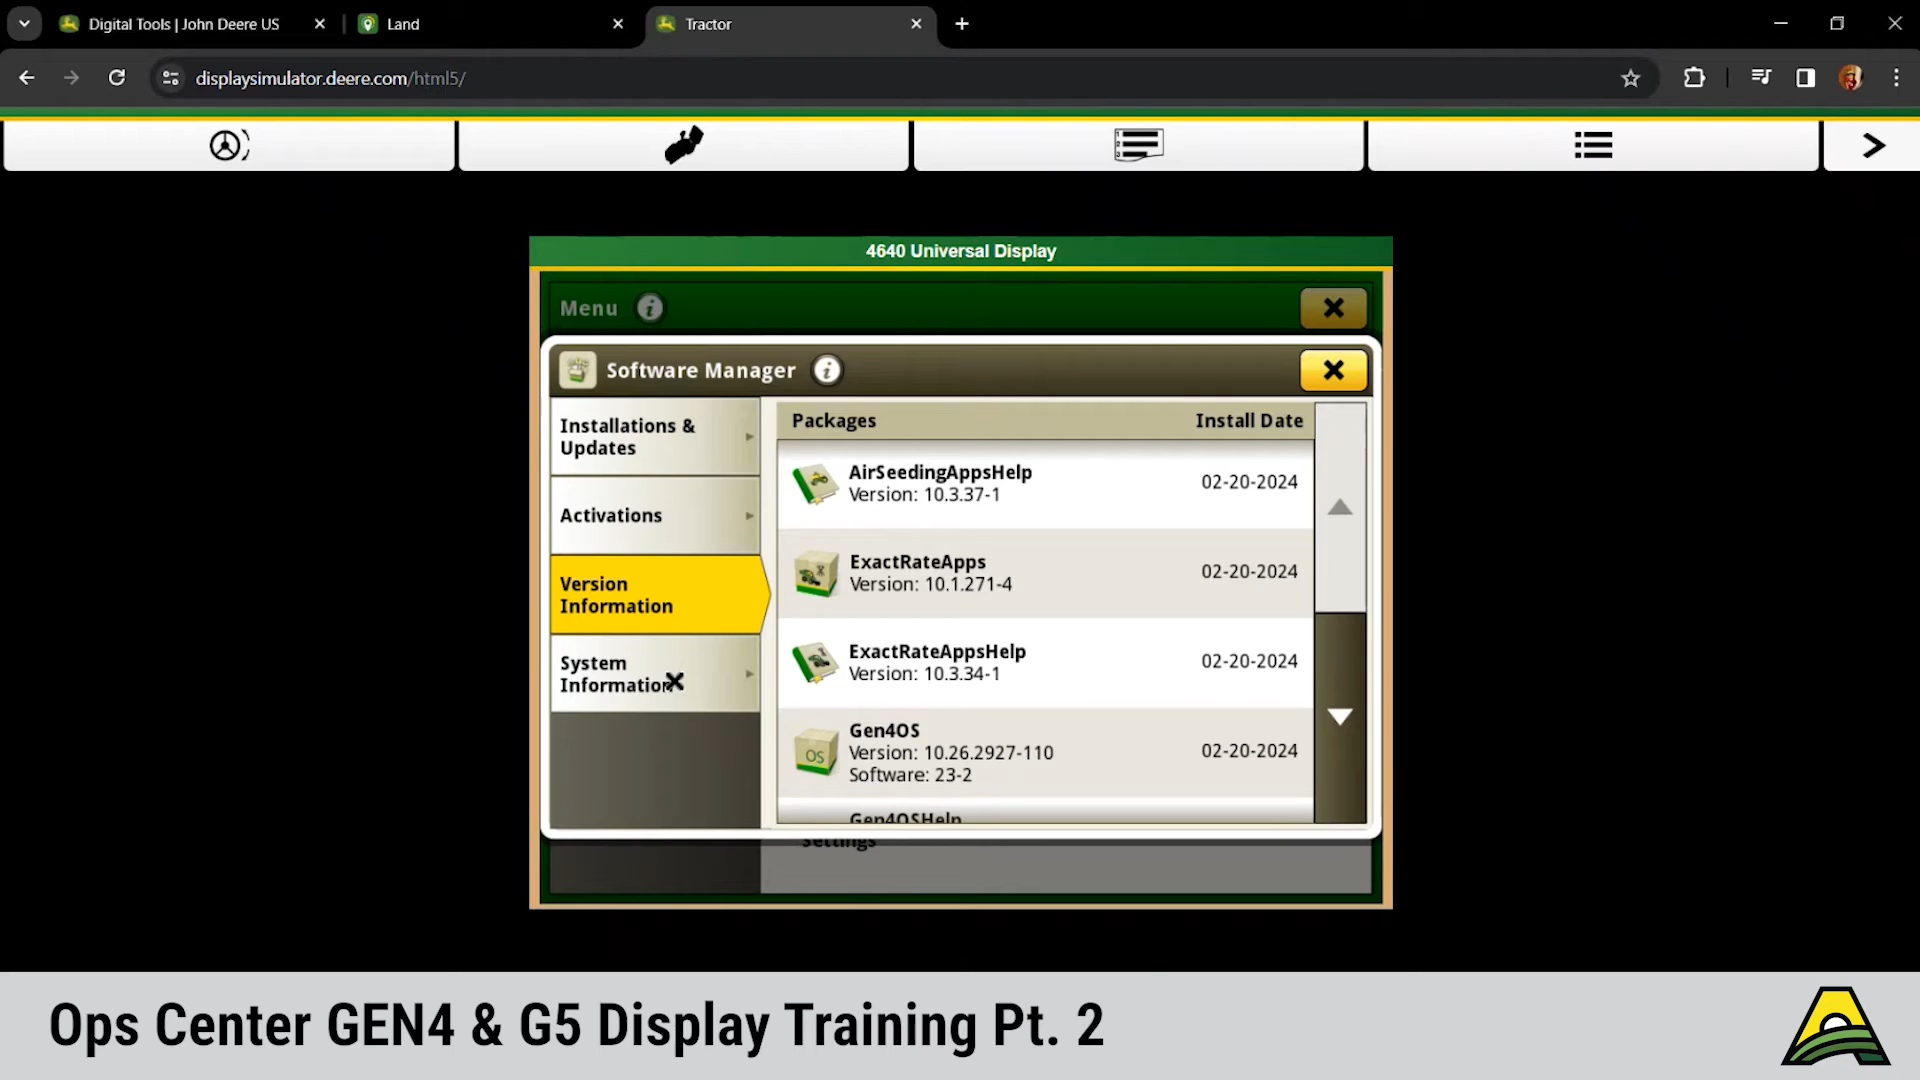 Digital Tools | John Deere US
Land
Tractor
displaysimulator.deere.com/html5/
4640 Universal Display
Menu
Software Manager
Installations &
Updates
Activations
Version
Information
System
Information
Packages
Install Date
AirSeedingAppsHelp
Version: 10.3.37-1
02-20-2024
ExactRateApps
Version: 10.1.271-4
02-20-2024
ExactRateAppsHelp
Version: 10.3.34-1
02-20-2024
OS
Gen4OS
Version: 10.26.2927-110
Software: 23-2
02-20-2024
Gen4OSHelp
Settings
Ops Center GEN4 & G5 Display Training Pt. 2